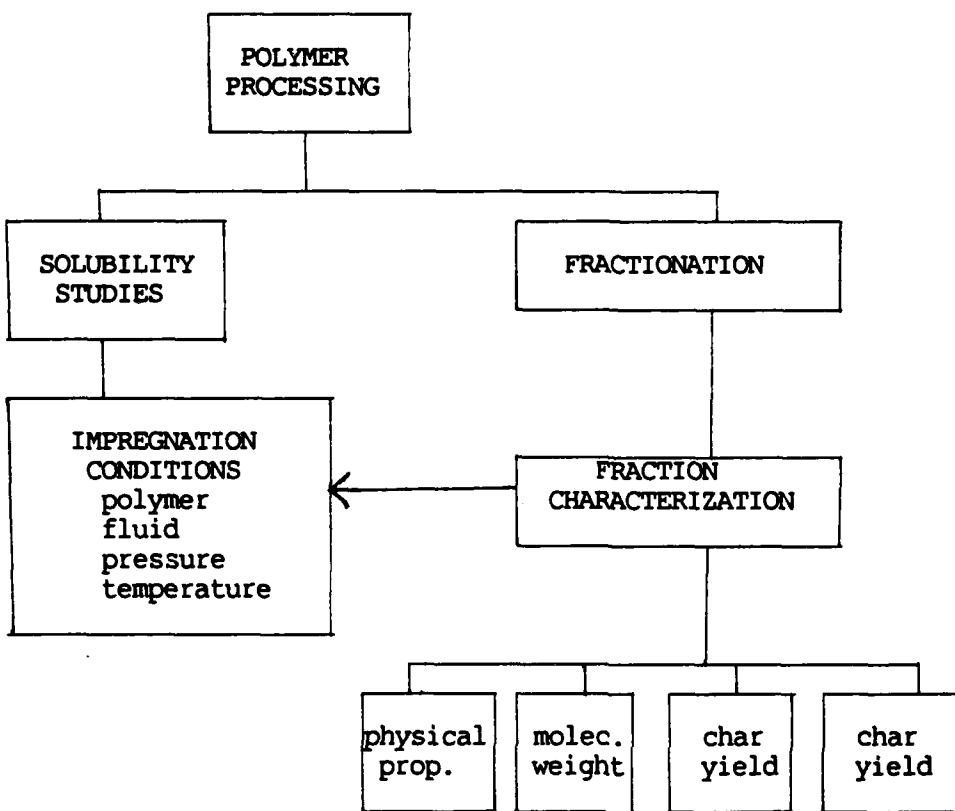 POLYMER
PROCESSING
SOLUBILITY
STUDIES
FRACTIONATION
IMPREGNATION
CONDITIONS
polymer
fluid
pressure
temperature
FRACTION
CHARACTERIZATION
physical
prop.
molec.
weight
char
yield
char
yield